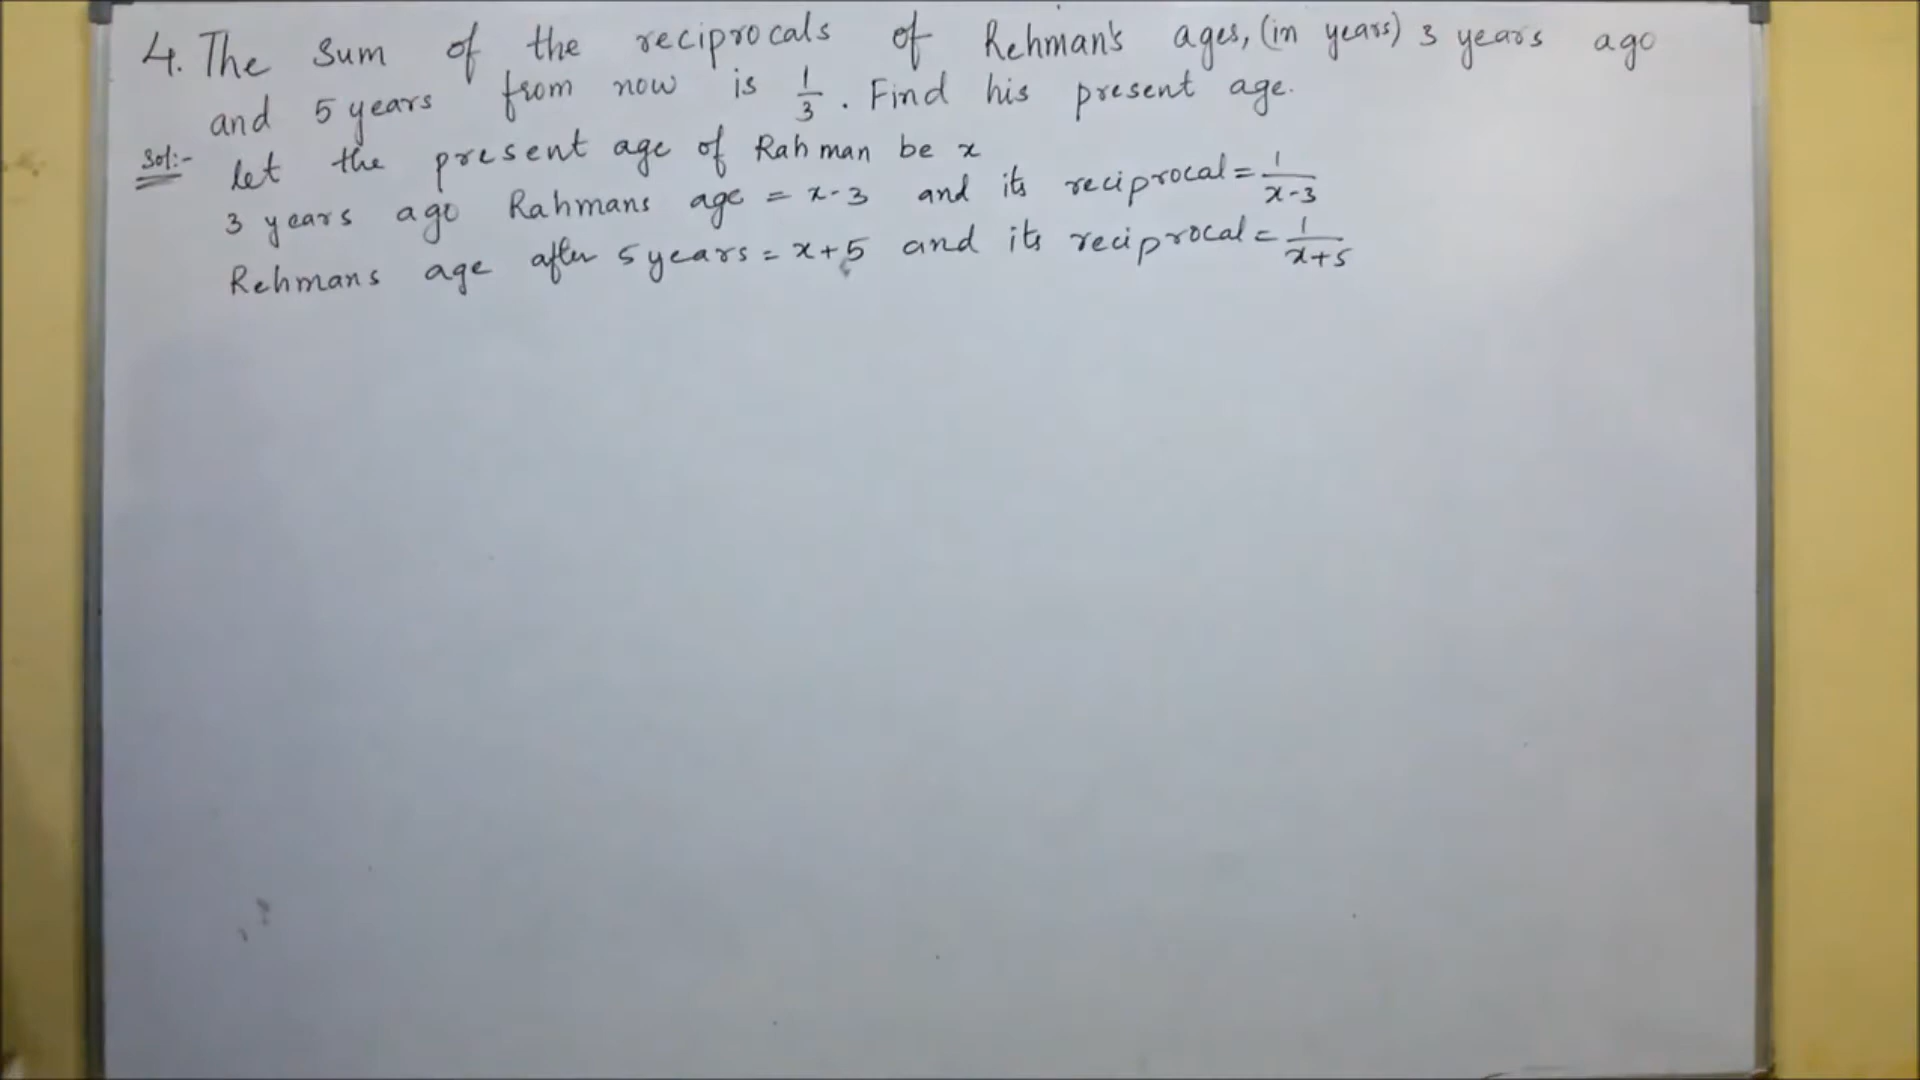 4. The Sum of the reciprocals of Rehman's ages, (in years) 3 years ago
and 5 years from now is 1/3. Find his present age.
Sol:- let the present age of Rahman be x
3 years ago Rahmans age = x-3 and its reciprocal = 1/(x-3)
Rehmans age after 5 years = x+5 and its reciprocal = 1/(x+5)